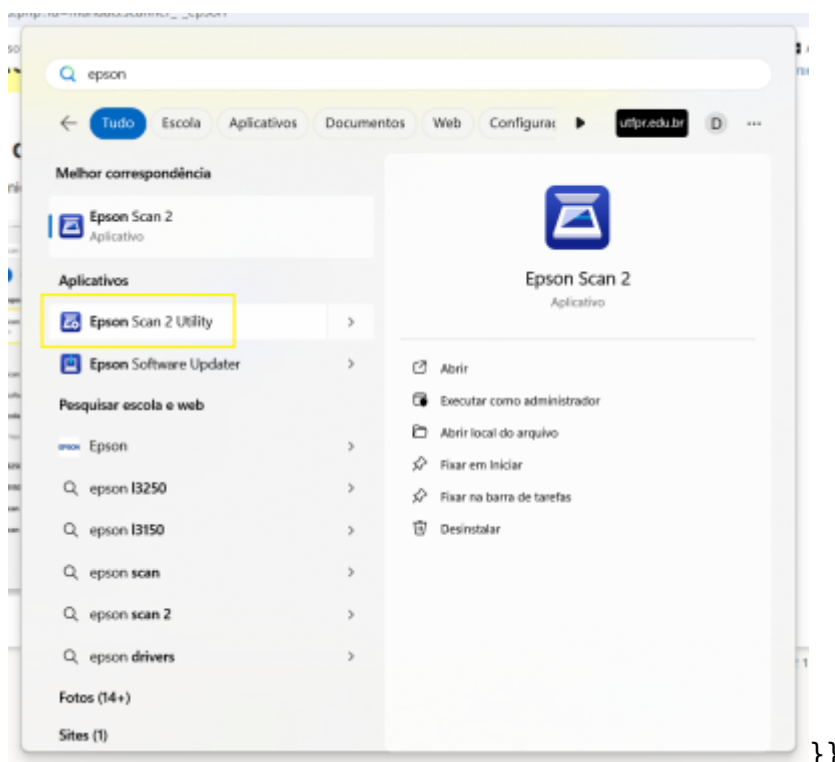 epson
Tudo Escola Aplicativos Documentos Web Configuraç utfpr.edu.br D ...
Melhor correspondência
Epson Scan 2
Aplicativo
Aplicativos
Epson Scan 2 Utility
Epson Software Updater
Pesquisar escola e web
EPSON Epson
epson l3250
epson l3150
epson scan
epson scan 2
epson drivers
Fotos (14+)
Sites (1)
Epson Scan 2
Aplicativo
Abrir
Executar como administrador
Abrir local do arquivo
Fixar em Iniciar
Fixar na barra de tarefas
Desinstalar
}}